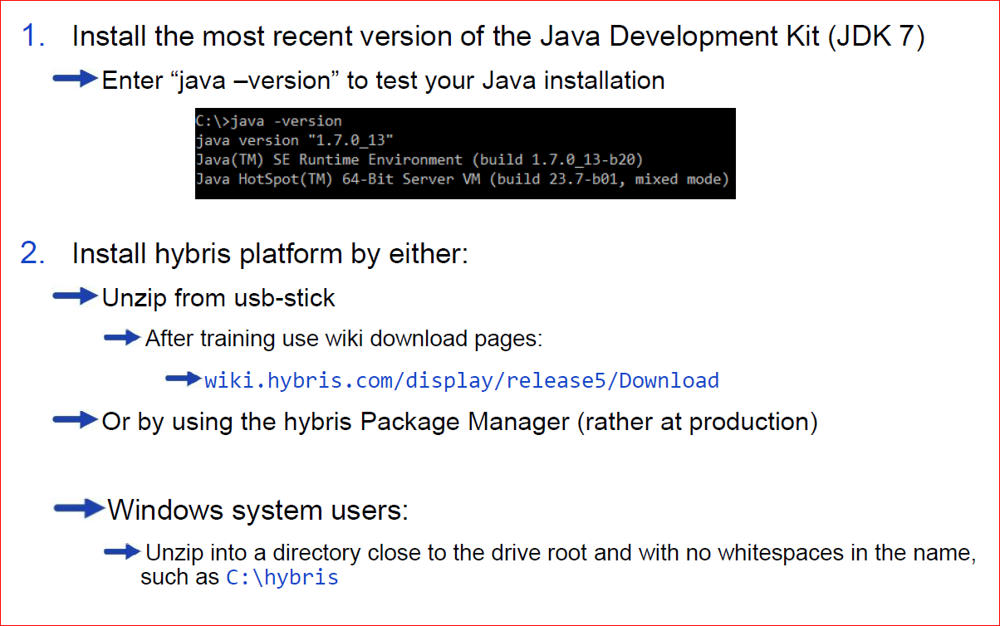 1. Install the most recent version of the Java Development Kit (JDK 7)
Enter “java –version” to test your Java installation
C:\>java -version
java version "1.7.0_13"
Java(TM) SE Runtime Environment (build 1.7.0_13-b20)
Java HotSpot(TM) 64-Bit Server VM (build 23.7-b01, mixed mode)
2. Install hybris platform by either:
Unzip from usb-stick
After training use wiki download pages:
wiki.hybris.com/display/release5/Download
Or by using the hybris Package Manager (rather at production)
Windows system users:
Unzip into a directory close to the drive root and with no whitespaces in the name,
such as C:\hybris